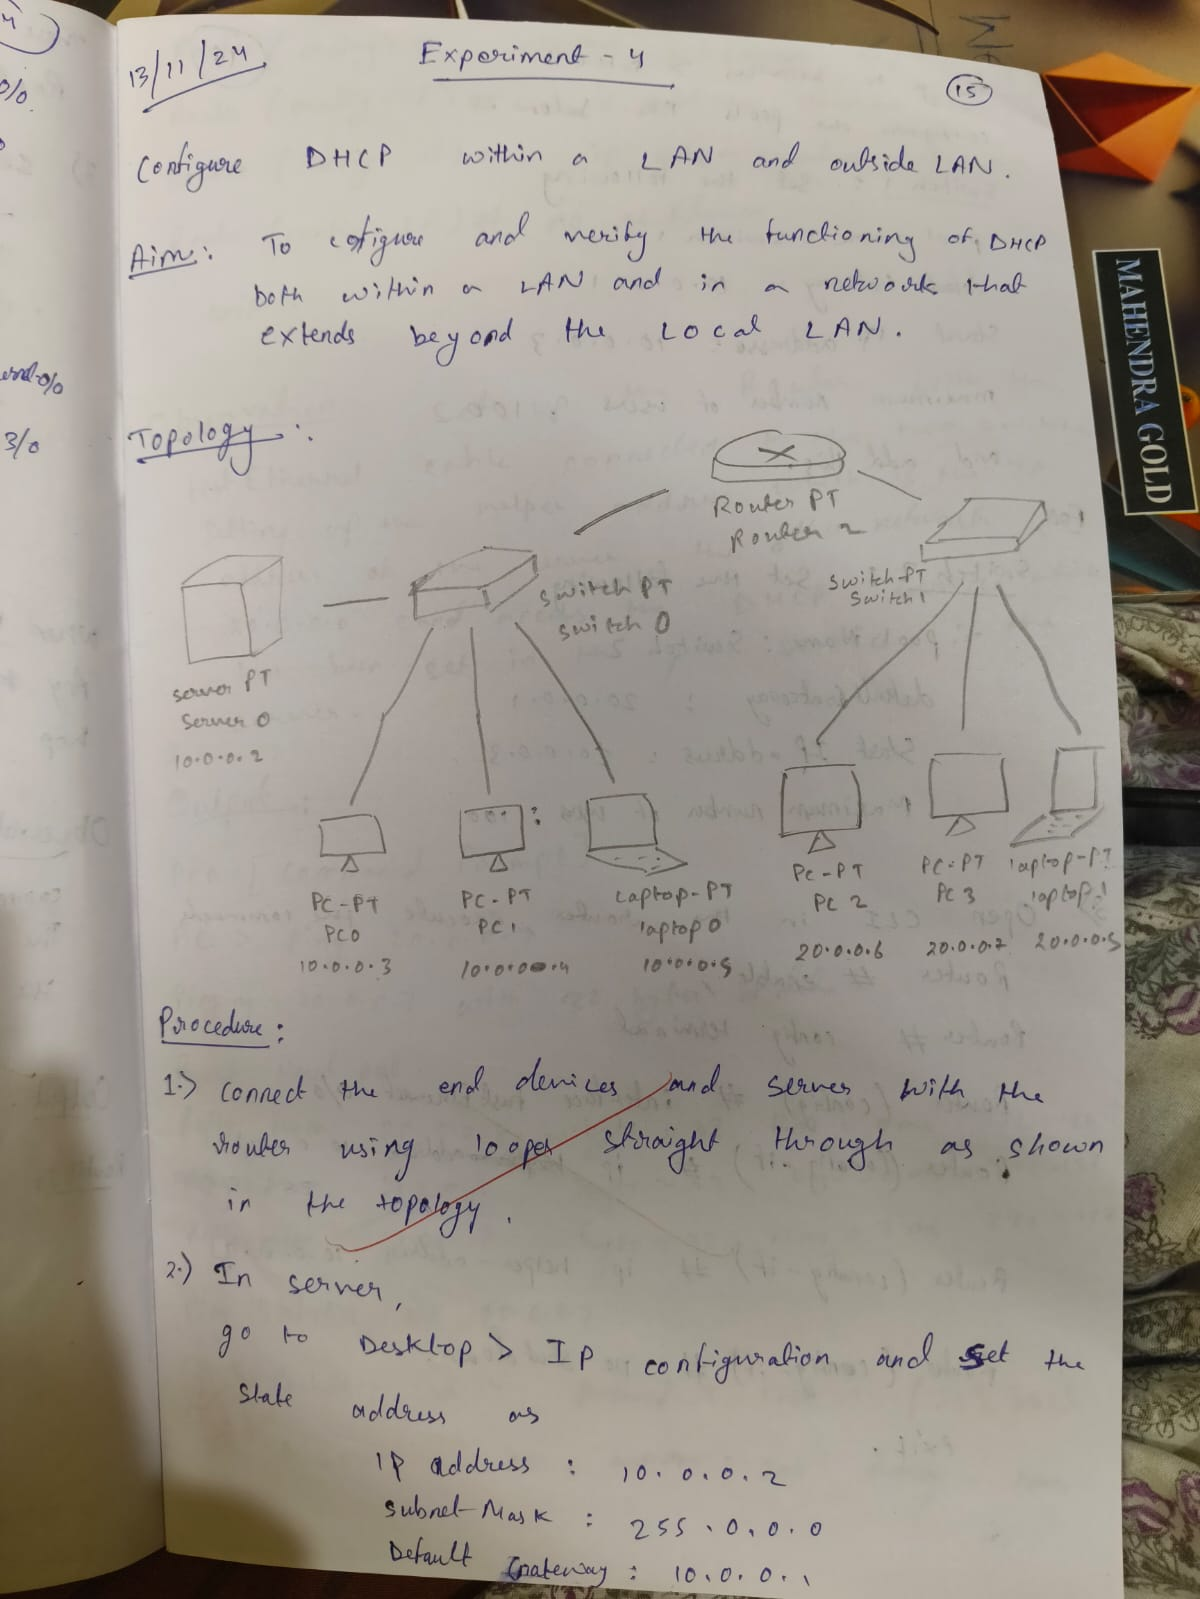 13/11/24
Experiment - 4
15
Configure DHCP within a LAN and outside LAN.
Aim: To cofigure and verify the functioning of DHCP
both within a LAN and in a network that
extends beyond the Local LAN.
Topology:
Router PT
Router 2
Switch PT
Switch 0
Switch-PT
Switch 1
Server PT
Server 0
10.0.0.2
PC-PT
PC0
10.0.0.3
PC-PT
PC1
10.0.0.4
Laptop-PT
laptop 0
10.0.0.5
PC-PT
PC 2
20.0.0.6
PC-PT
PC 3
20.0.0.7
laptop-PT
laptop 1
20.0.0.5
Procedure:
1.) Connect the end devices and server with the
router using straight through as shown
in the topology.
2.) In server,
go to Desktop > IP configuration and set the
State address as
IP address : 10.0.0.2
Subnet Mask : 255.0.0.0
Default Gateway : 10.0.0.1
MAHENDRA GOLD